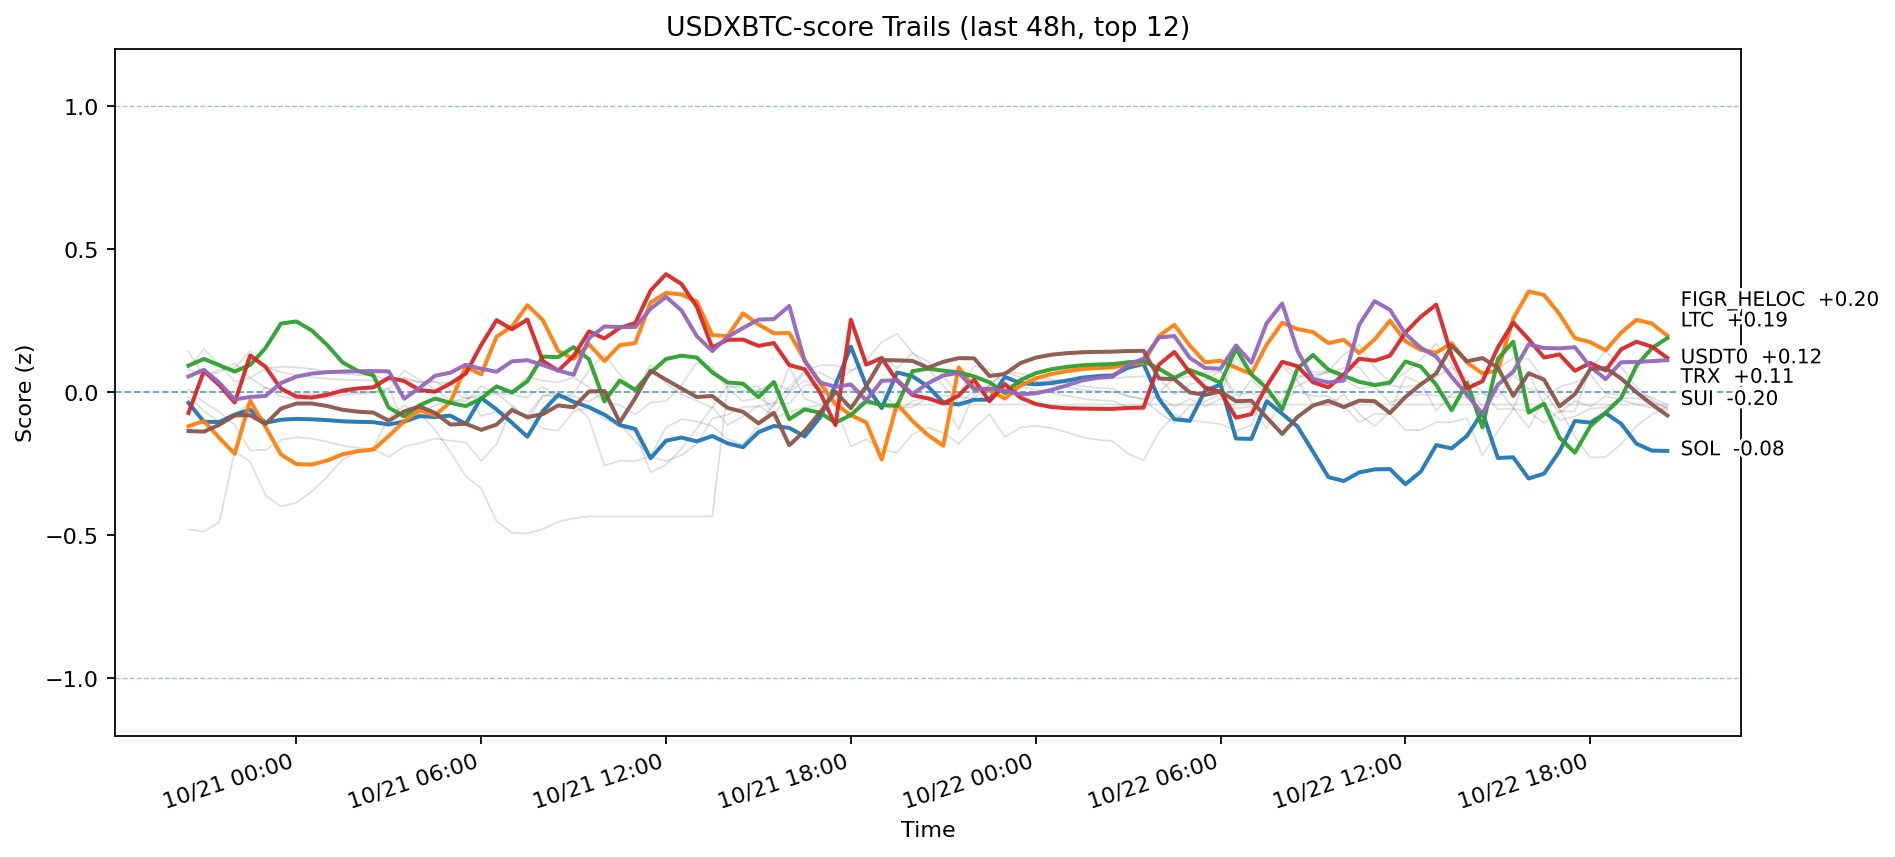 USDXBTC-score Trails (last 48h, top 12)
1.0
0.5
0.0
−0.5
−1.0
Score (z)
FIGR_HELOC +0.20
LTC +0.19
USDT0 +0.12
TRX +0.11
SUI -0.20
SOL -0.08
10/21 00:00
10/21 06:00
10/21 12:00
10/21 18:00
10/22 00:00
10/22 06:00
10/22 12:00
10/22 18:00
Time